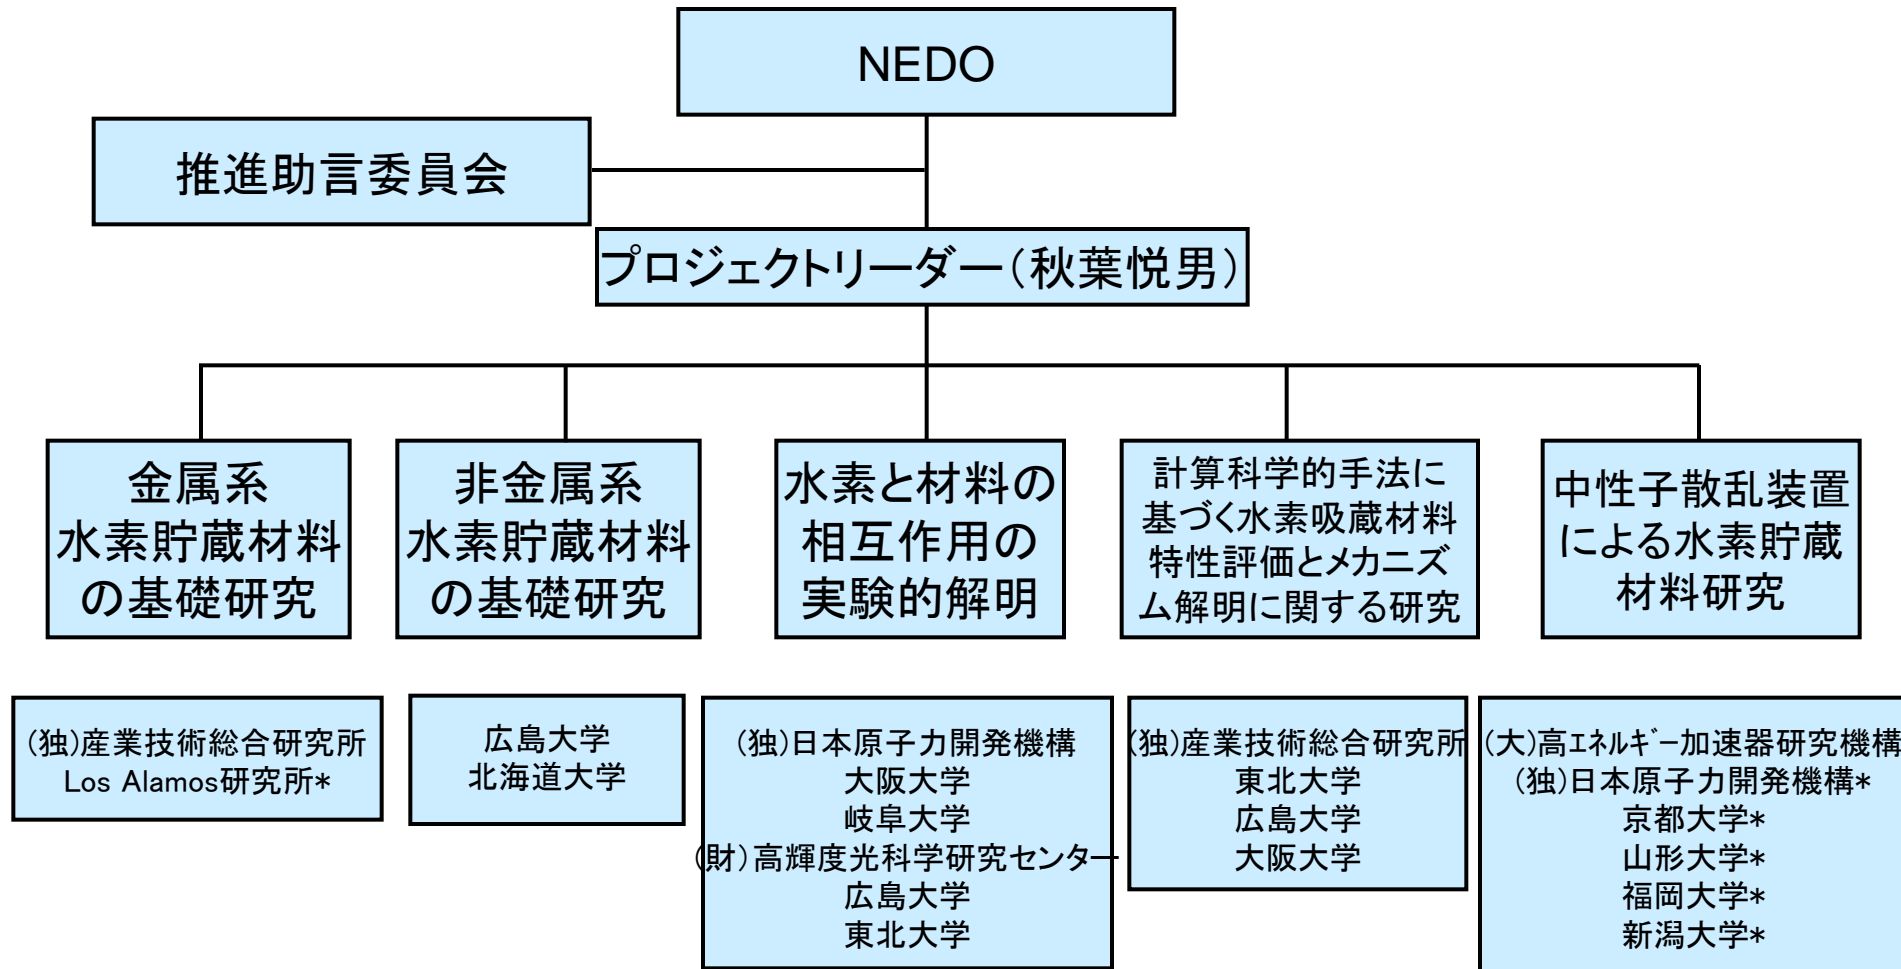 NEDO
推進助言委員会
プロジェクトリーダー(秋葉悦男)
金属系
水素貯蔵材料
の基礎研究
非金属系
水素貯蔵材料
の基礎研究
水素と材料の
相互作用の
実験的解明
計算科学的手法に
基づく水素吸蔵材料
特性評価とメカニズ
ム解明に関する研究
中性子散乱装置
による水素貯蔵
材料研究
(独)産業技術総合研究所
Los Alamos研究所*
広島大学
北海道大学
(独)日本原子力開発機構
大阪大学
岐阜大学
(財)高輝度光科学研究センター
広島大学
東北大学
(独)産業技術総合研究所
東北大学
広島大学
大阪大学
(大)高エネルギー加速器研究機構
(独)日本原子力開発機構*
京都大学*
山形大学*
福岡大学*
新潟大学*